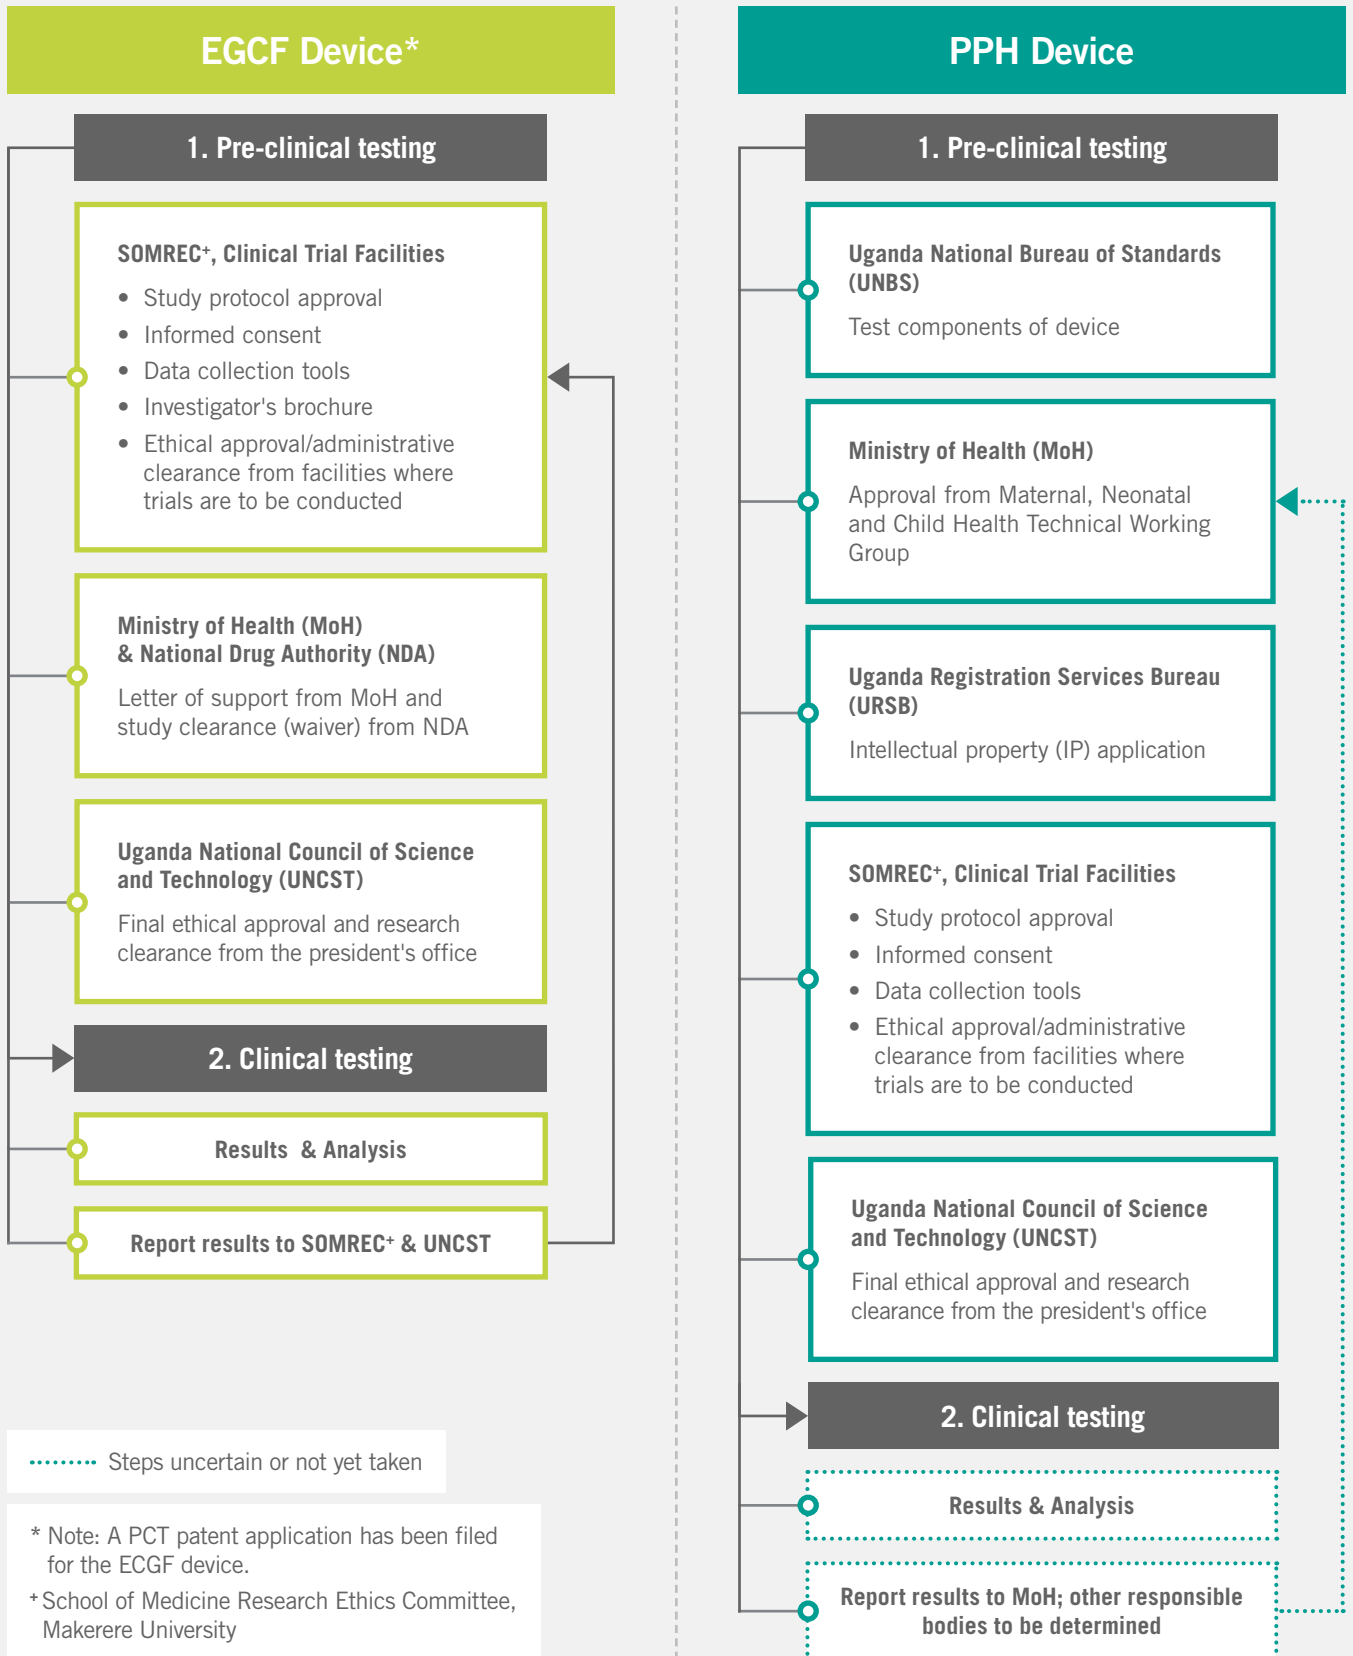 EGCF Device*
1. Pre-clinical testing
SOMREC+, Clinical Trial Facilities
• Study protocol approval
• Informed consent
• Data collection tools
• Investigator's brochure
• Ethical approval/administrative
clearance from facilities where
trials are to be conducted
Ministry of Health (MoH)
& National Drug Authority (NDA)
Letter of support from MoH and
study clearance (waiver) from NDA
Uganda National Council of Science
and Technology (UNCST)
Final ethical approval and research
clearance from the president's office
2. Clinical testing
Results & Analysis
Report results to SOMREC+ & UNCST
Steps uncertain or not yet taken
* Note: A PCT patent application has been filed
for the ECGF device.
+ School of Medicine Research Ethics Committee,
Makerere University
PPH Device
1. Pre-clinical testing
Uganda National Bureau of Standards
(UNBS)
Test components of device
Ministry of Health (MoH)
Approval from Maternal, Neonatal
and Child Health Technical Working
Group
Uganda Registration Services Bureau
(URSB)
Intellectual property (IP) application
SOMREC+, Clinical Trial Facilities
• Study protocol approval
• Informed consent
• Data collection tools
• Ethical approval/administrative
clearance from facilities where
trials are to be conducted
Uganda National Council of Science
and Technology (UNCST)
Final ethical approval and research
clearance from the president's office
2. Clinical testing
Results & Analysis
Report results to MoH; other responsible
bodies to be determined